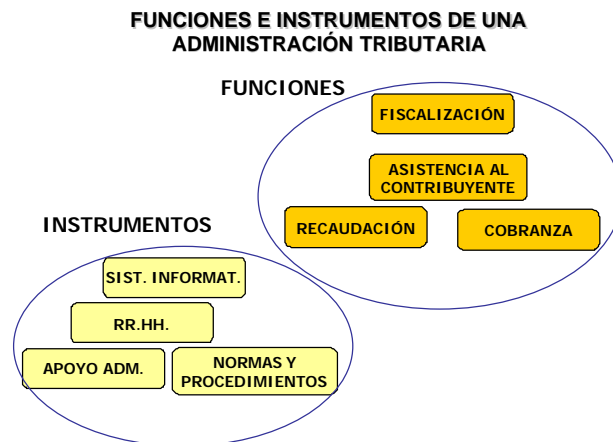 FUNCIONES E INSTRUMENTOS DE UNA
ADMINISTRACIÓN TRIBUTARIA
FUNCIONES
FISCALIZACIÓN
ASISTENCIA AL
CONTRIBUYENTE
RECAUDACIÓN
COBRANZA
INSTRUMENTOS
SIST. INFORMAT.
RR.HH.
APOYO ADM.
NORMAS Y
PROCEDIMIENTOS